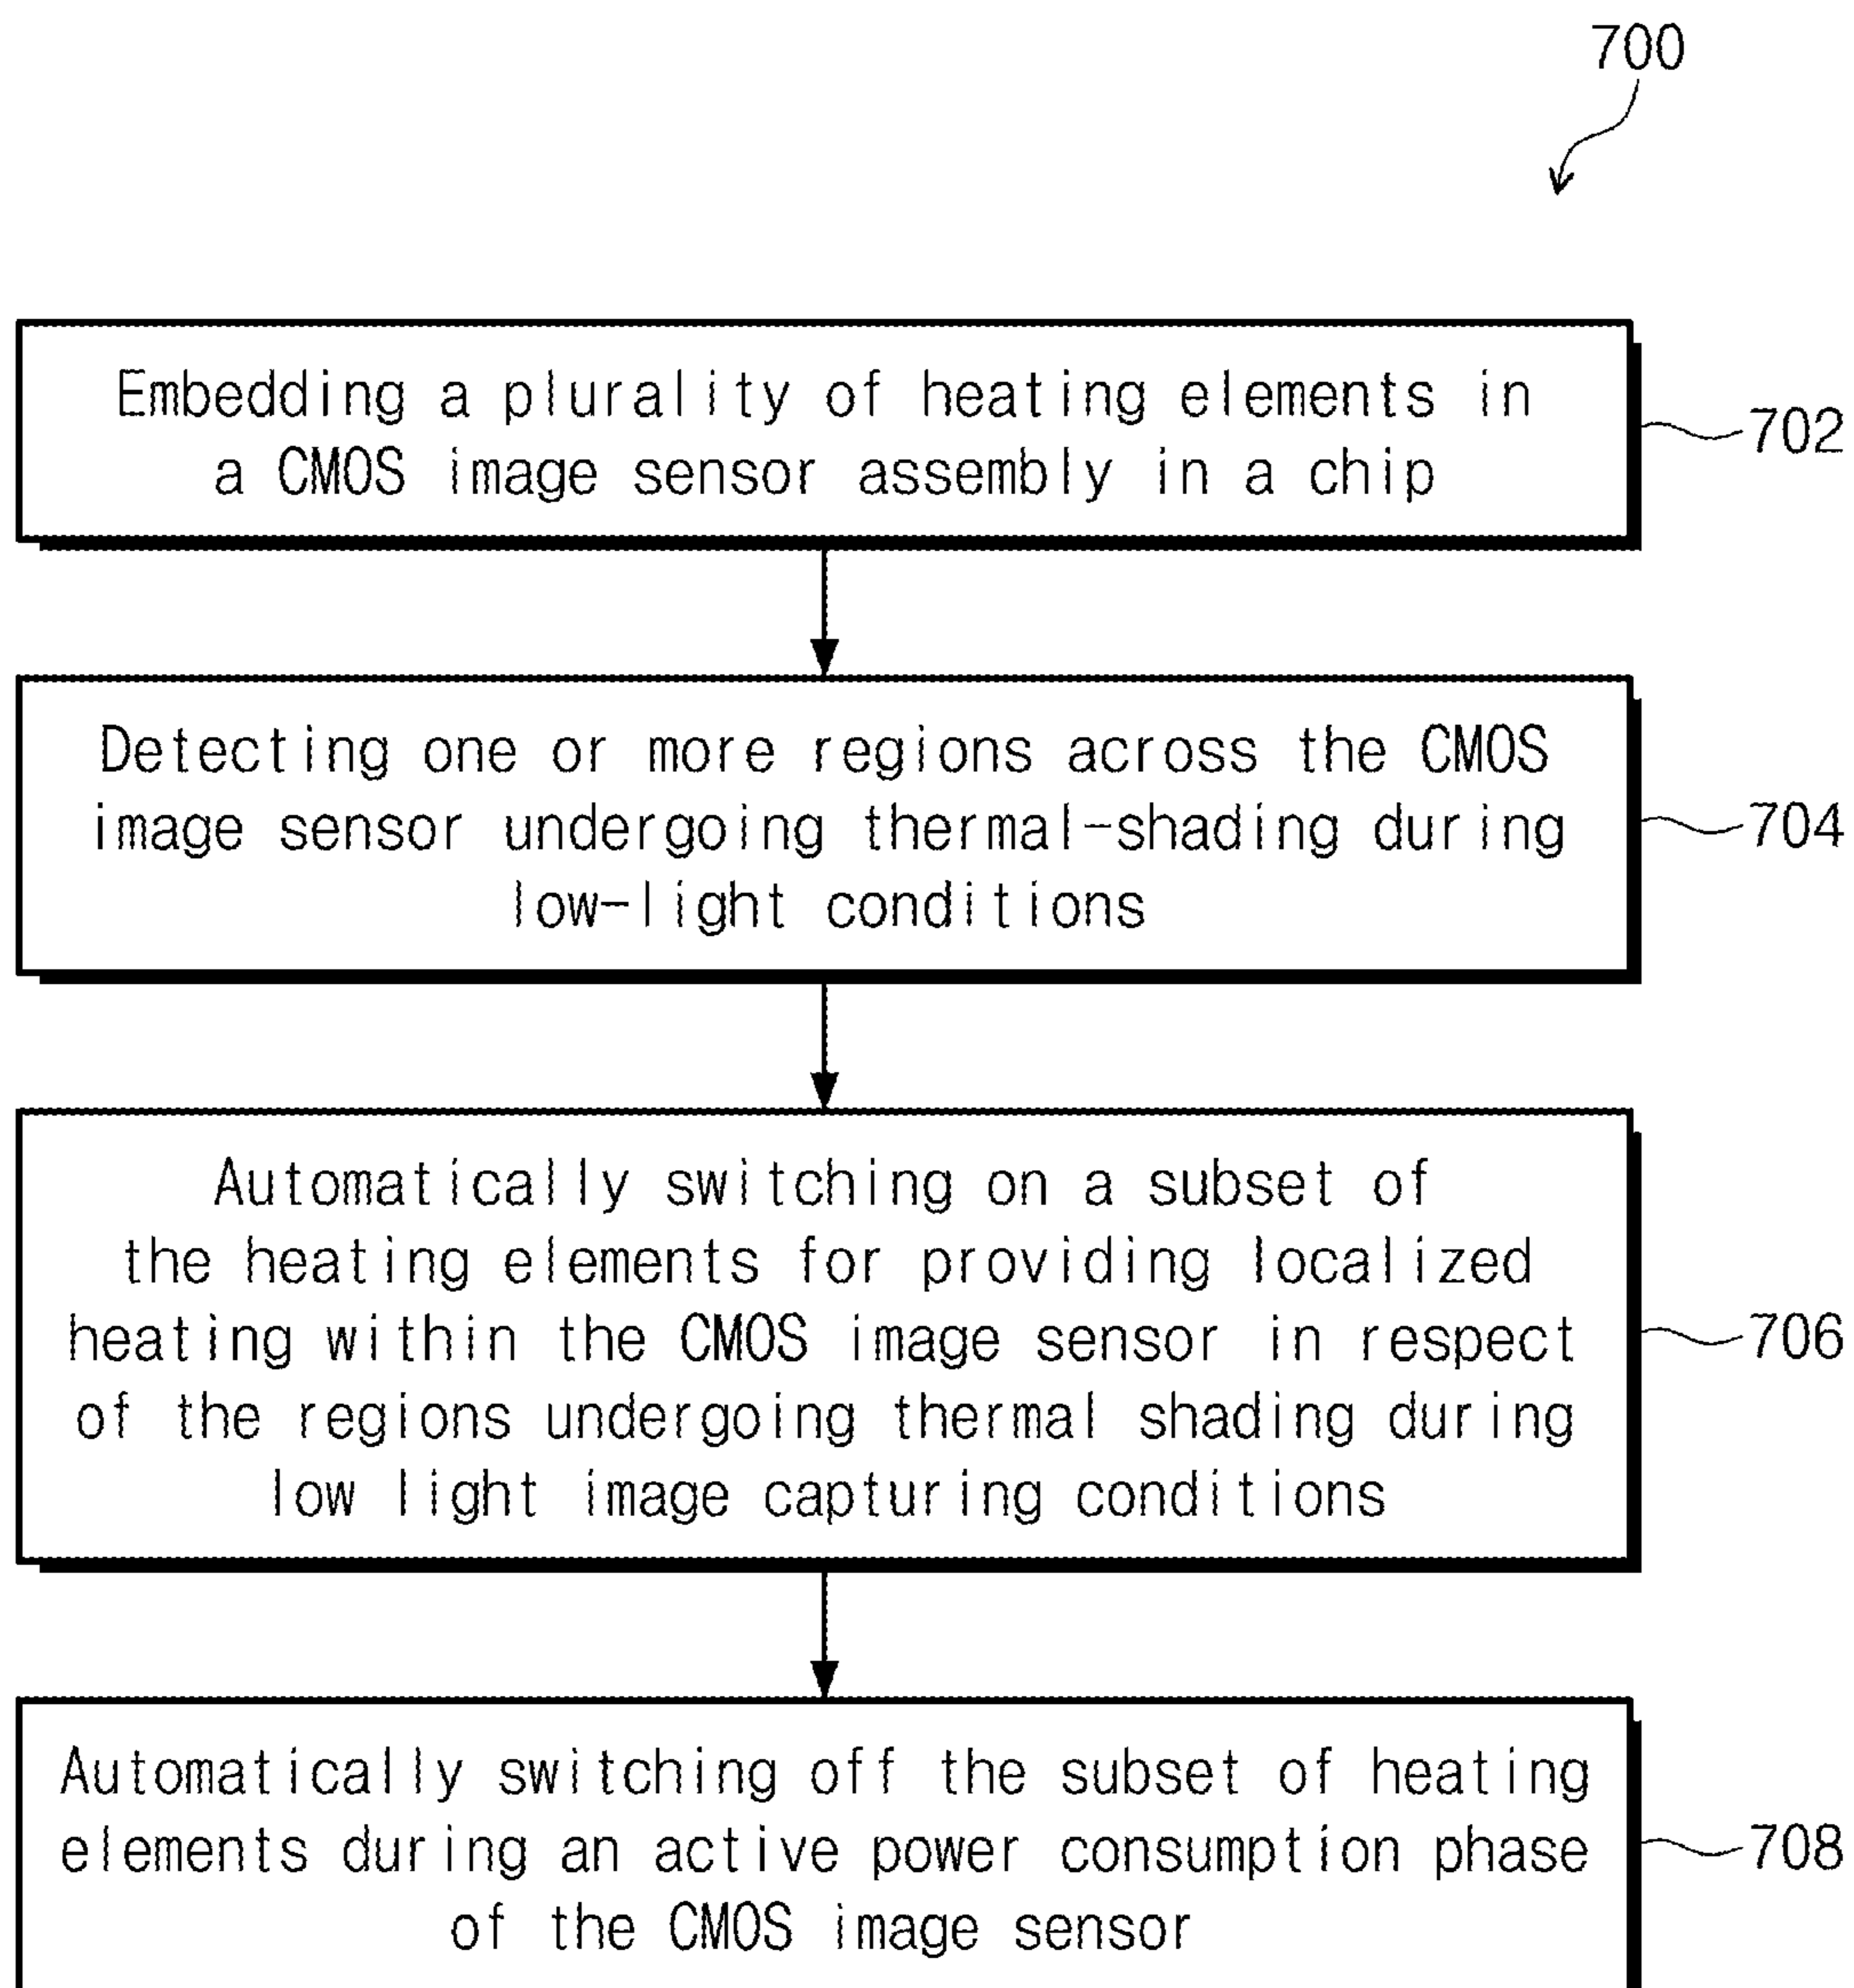 700
Embedding a plurality of heating elements in
a CMOS image sensor assembly in a chip
702
Detecting one or more regions across the CMOS
image sensor undergoing thermal-shading during
low-light conditions
704
Automatically switching on a subset of
the heating elements for providing localized
heating within the CMOS image sensor in respect
of the regions undergoing thermal shading during
low light image capturing conditions
706
Automatically switching off the subset of heating
elements during an active power consumption phase
of the CMOS image sensor
708